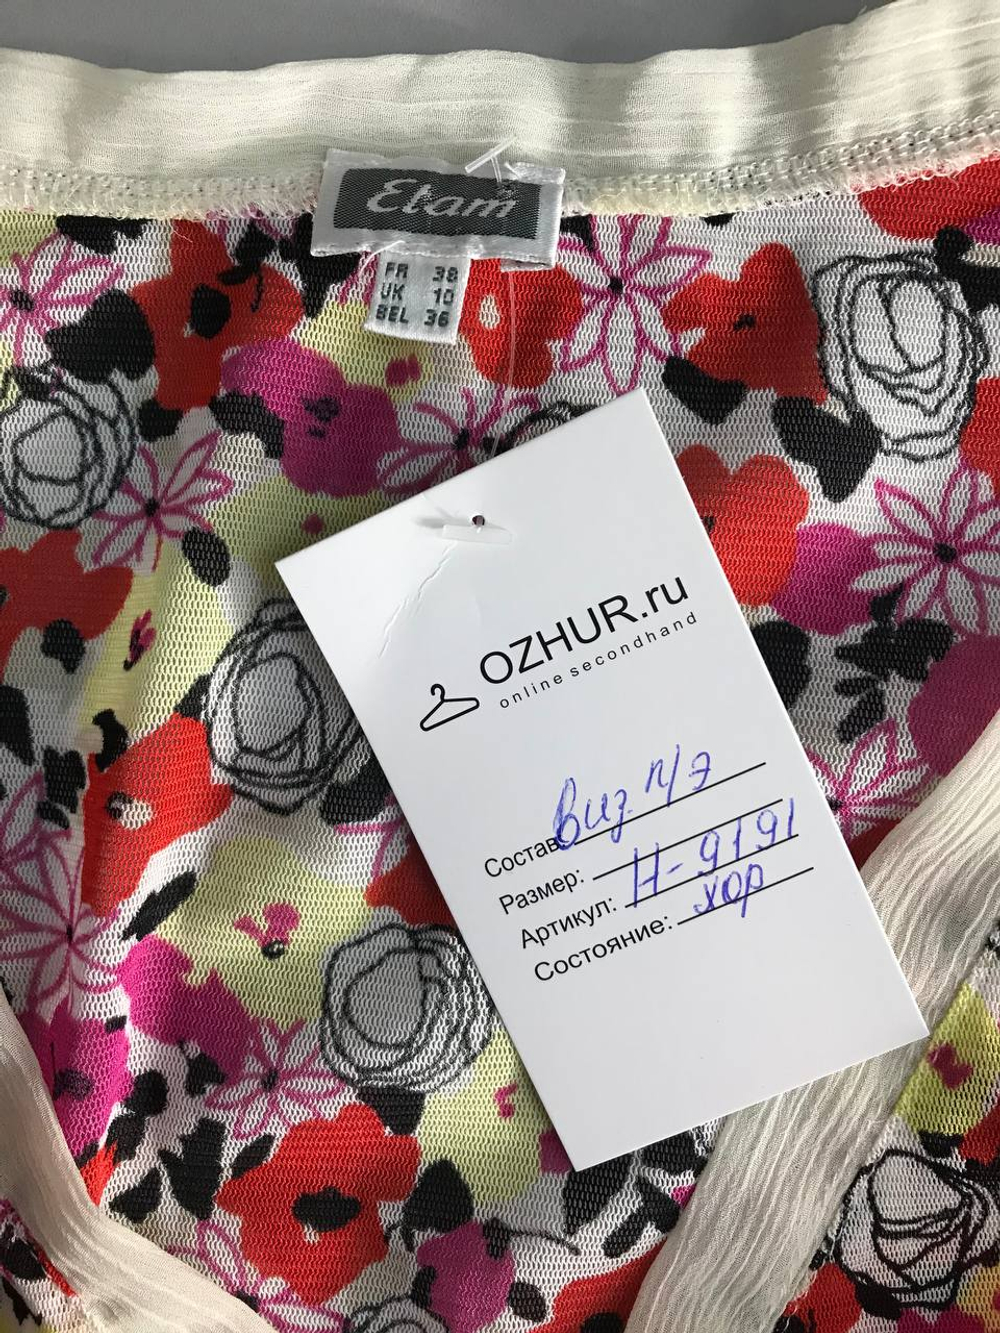 Etam
FR 38
UK 10
BEL 36
OZHUR.ru
online secondhand
Состав: виз. п/э
Размер:
Артикул: Н-9191
Состояние: хор